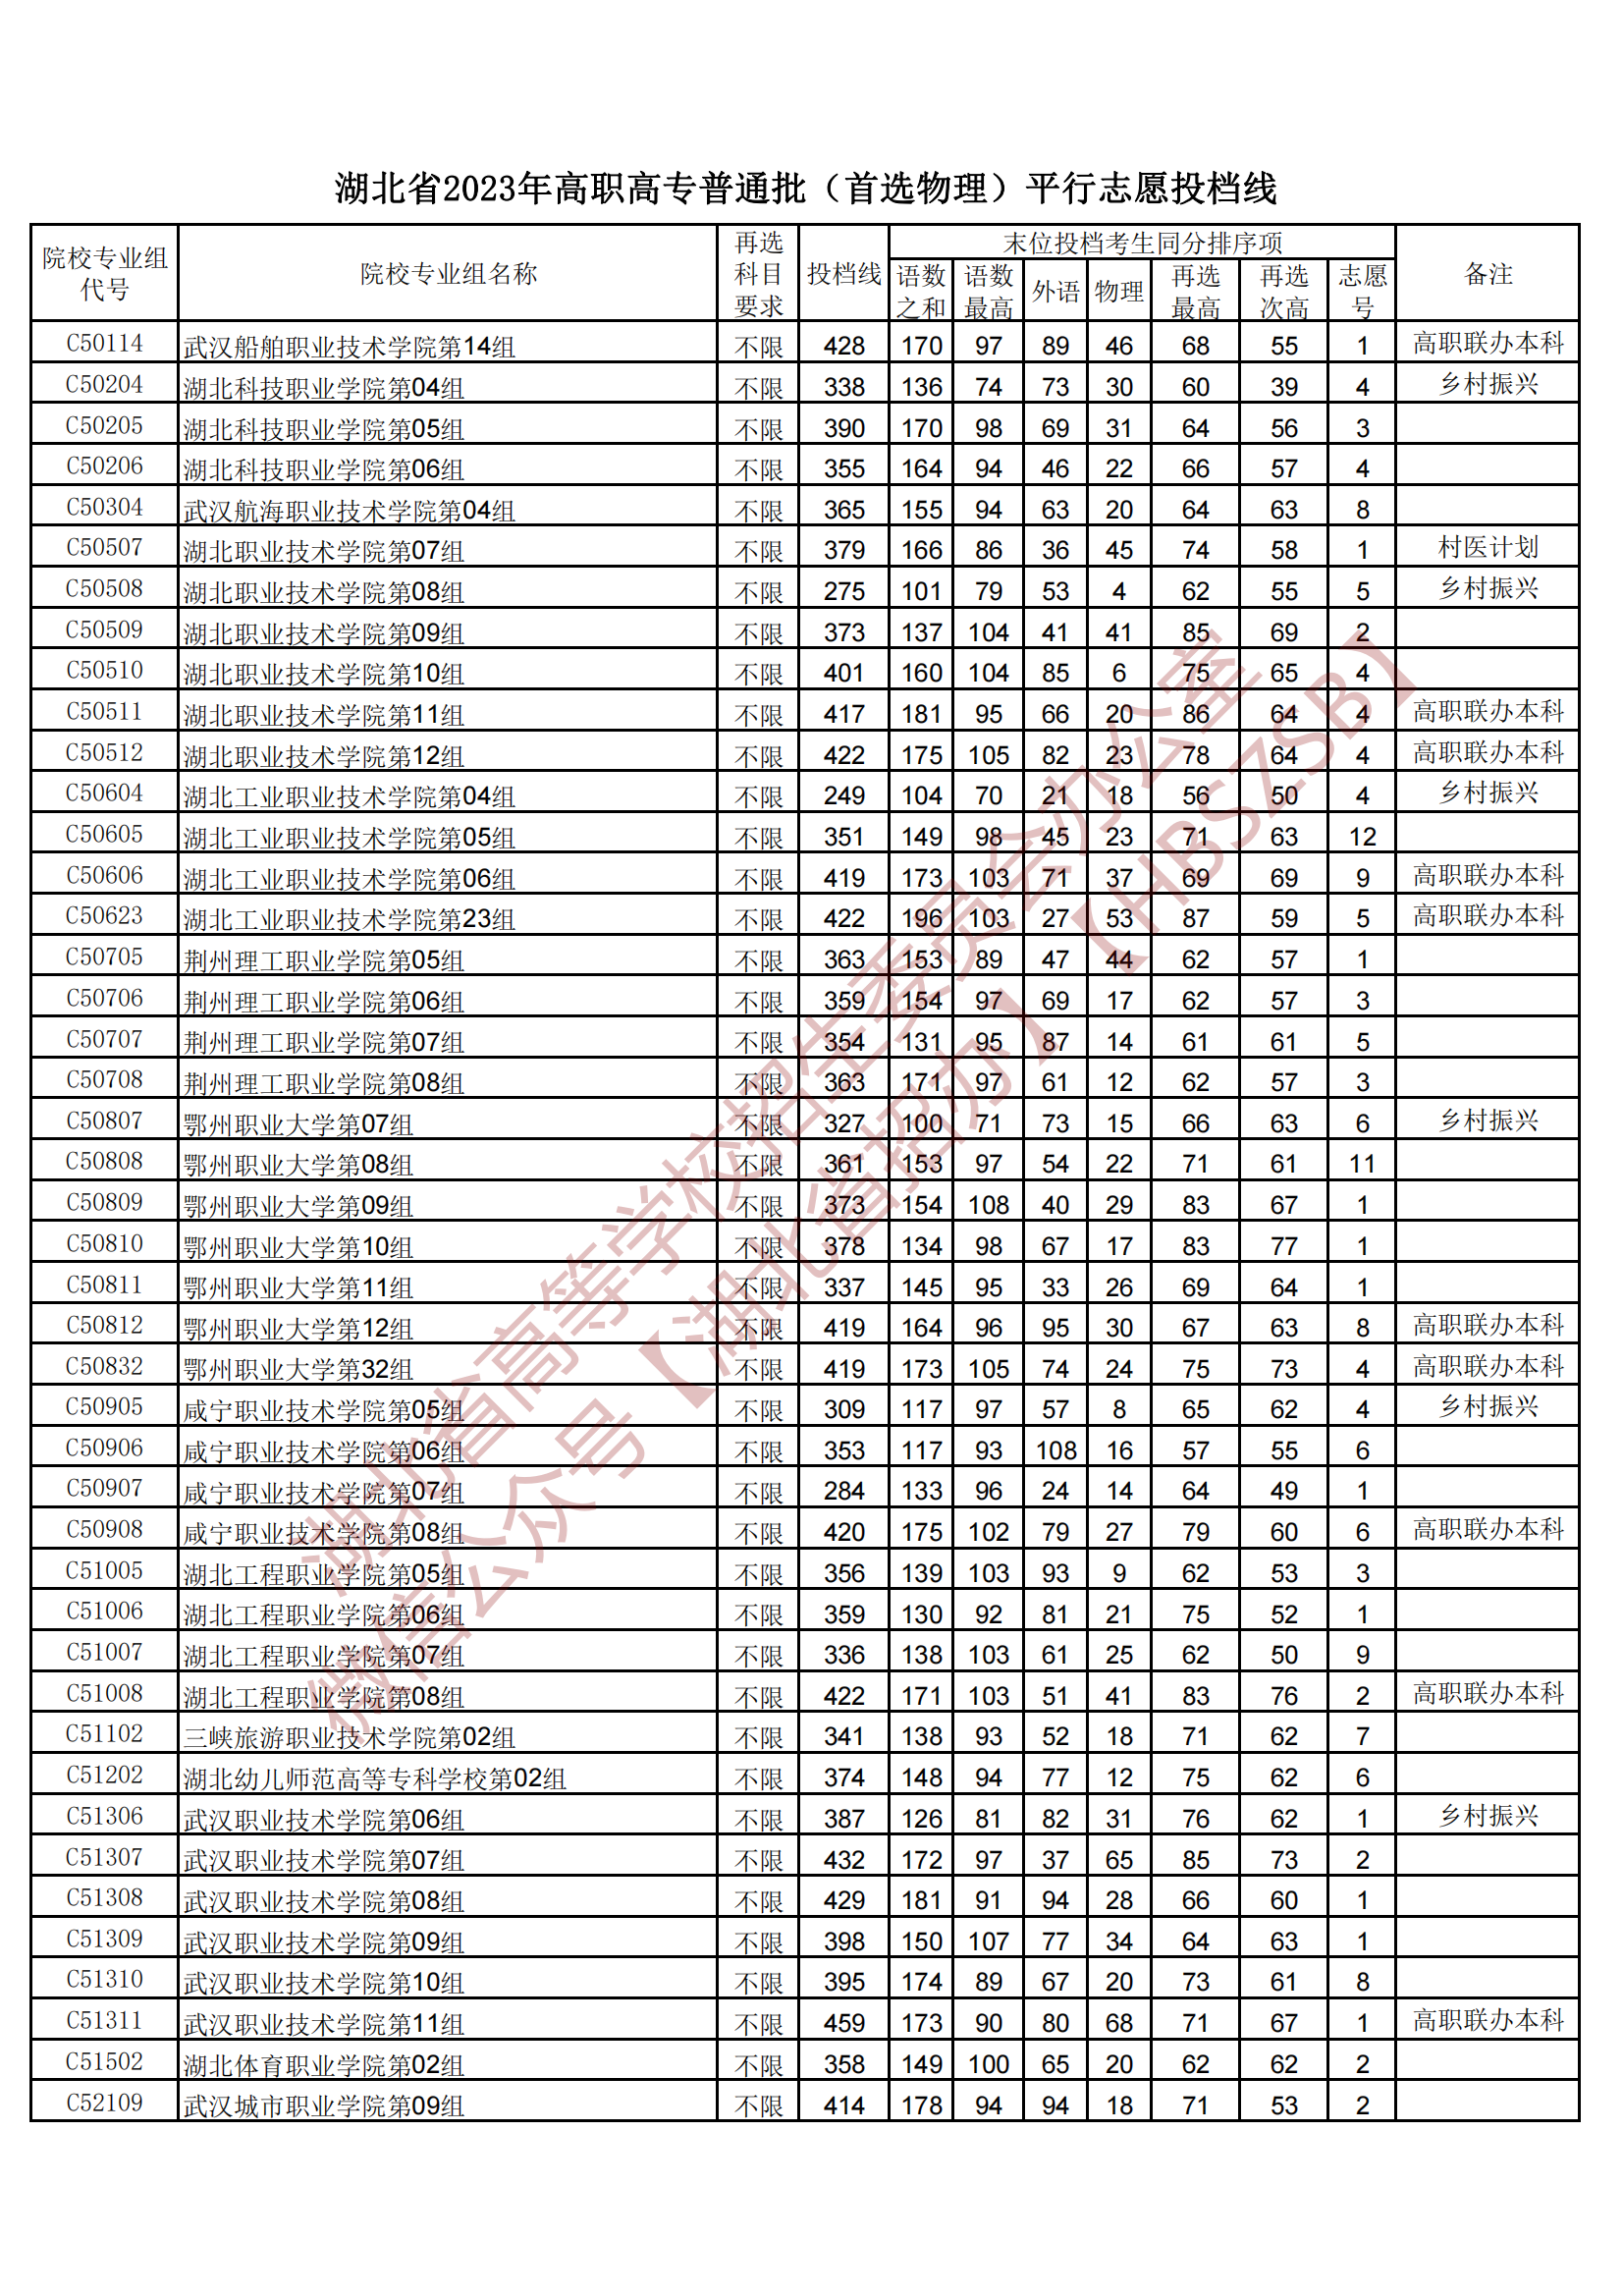 湖北省2023年高职高专普通批（首选物理）平行志愿投档线
院校专业组代号 院校专业组名称 再选科目要求 投档线 末位投档考生同分排序项 备注
语数之和 语数最高 外语 物理 再选最高 再选次高 志愿号
C50114 武汉船舶职业技术学院第14组 不限 428 170 97 89 46 68 55 1 高职联办本科
C50204 湖北科技职业学院第04组 不限 338 136 74 73 30 60 39 4 乡村振兴
C50205 湖北科技职业学院第05组 不限 390 170 98 69 31 64 56 3
C50206 湖北科技职业学院第06组 不限 355 164 94 46 22 66 57 4
C50304 武汉航海职业技术学院第04组 不限 365 155 94 63 20 64 63 8
C50507 湖北职业技术学院第07组 不限 379 166 86 36 45 74 58 1 村医计划
C50508 湖北职业技术学院第08组 不限 275 101 79 53 4 62 55 5 乡村振兴
C50509 湖北职业技术学院第09组 不限 373 137 104 41 41 85 69 2
C50510 湖北职业技术学院第10组 不限 401 160 104 85 6 75 65 4
C50511 湖北职业技术学院第11组 不限 417 181 95 66 20 86 64 4 高职联办本科
C50512 湖北职业技术学院第12组 不限 422 175 105 82 23 78 64 4 高职联办本科
C50604 湖北工业职业技术学院第04组 不限 249 104 70 21 18 56 50 4 乡村振兴
C50605 湖北工业职业技术学院第05组 不限 351 149 98 45 23 71 63 12
C50606 湖北工业职业技术学院第06组 不限 419 173 103 71 37 69 69 9 高职联办本科
C50623 湖北工业职业技术学院第23组 不限 422 196 103 27 53 87 59 5 高职联办本科
C50705 荆州理工职业学院第05组 不限 363 153 89 47 44 62 57 1
C50706 荆州理工职业学院第06组 不限 359 154 97 69 17 62 57 3
C50707 荆州理工职业学院第07组 不限 354 131 95 87 14 61 61 5
C50708 荆州理工职业学院第08组 不限 363 171 97 61 12 62 57 3
C50807 鄂州职业大学第07组 不限 327 100 71 73 15 66 63 6 乡村振兴
C50808 鄂州职业大学第08组 不限 361 153 97 54 22 71 61 11
C50809 鄂州职业大学第09组 不限 373 154 108 40 29 83 67 1
C50810 鄂州职业大学第10组 不限 378 134 98 67 17 83 77 1
C50811 鄂州职业大学第11组 不限 337 145 95 33 26 69 64 1
C50812 鄂州职业大学第12组 不限 419 164 96 95 30 67 63 8 高职联办本科
C50832 鄂州职业大学第32组 不限 419 173 105 74 24 75 73 4 高职联办本科
C50905 咸宁职业技术学院第05组 不限 309 117 97 57 8 65 62 4 乡村振兴
C50906 咸宁职业技术学院第06组 不限 353 117 93 108 16 57 55 6
C50907 咸宁职业技术学院第07组 不限 284 133 96 24 14 64 49 1
C50908 咸宁职业技术学院第08组 不限 420 175 102 79 27 79 60 6 高职联办本科
C51005 湖北工程职业学院第05组 不限 356 139 103 93 9 62 53 3
C51006 湖北工程职业学院第06组 不限 359 130 92 81 21 75 52 1
C51007 湖北工程职业学院第07组 不限 336 138 103 61 25 62 50 9
C51008 湖北工程职业学院第08组 不限 422 171 103 51 41 83 76 2 高职联办本科
C51102 三峡旅游职业技术学院第02组 不限 341 138 93 52 18 71 62 7
C51202 湖北幼儿师范高等专科学校第02组 不限 374 148 94 77 12 75 62 6
C51306 武汉职业技术学院第06组 不限 387 126 81 82 31 76 62 1 乡村振兴
C51307 武汉职业技术学院第07组 不限 432 172 97 37 65 85 73 2
C51308 武汉职业技术学院第08组 不限 429 181 91 94 28 66 60 1
C51309 武汉职业技术学院第09组 不限 398 150 107 77 34 64 63 1
C51310 武汉职业技术学院第10组 不限 395 174 89 67 20 73 61 8
C51311 武汉职业技术学院第11组 不限 459 173 90 80 68 71 67 1 高职联办本科
C51502 湖北体育职业学院第02组 不限 358 149 100 65 20 62 62 2
C52109 武汉城市职业学院第09组 不限 414 178 94 94 18 71 53 2
湖北省高等学校招生委员会办公室
微信公众号【湖北省招办】【HBSZSB】